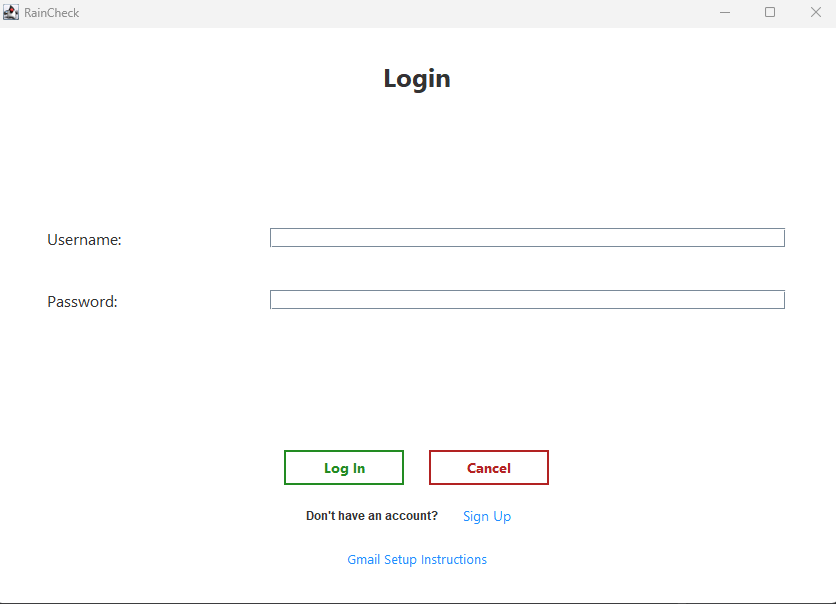 RainCheck
Login
Username:
Password:
Log In Cancel
Don't have an account? Sign Up
Gmail Setup Instructions